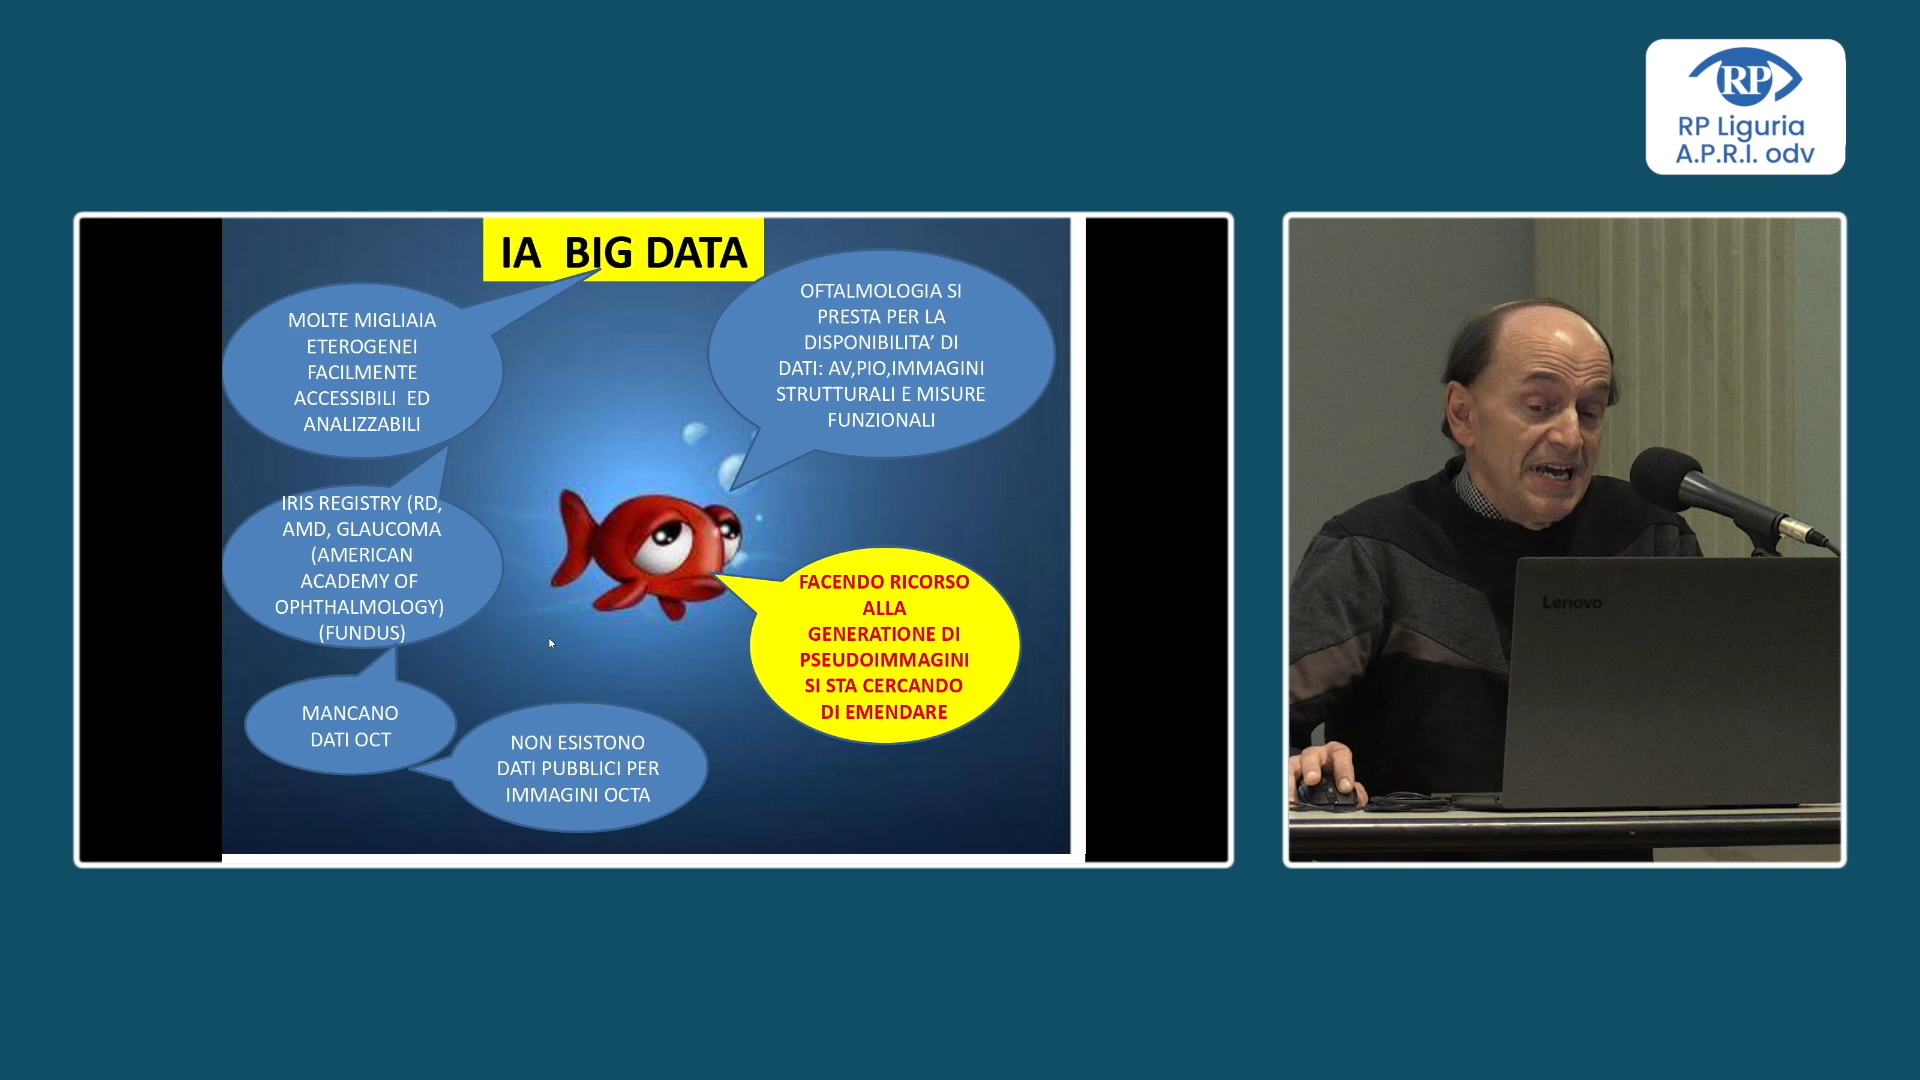 RP
RP Liguria
A.P.R.I. odv
IA BIG DATA
MOLTE MIGLIAIA
ETEROGENEI
FACILMENTE
ACCESSIBILI ED
ANALIZZABILI
OFTALMOLOGIA SI
PRESTA PER LA
DISPONIBILITA’ DI
DATI: AV,PIO,IMMAGINI
STRUTTURALI E MISURE
FUNZIONALI
IRIS REGISTRY (RD,
AMD, GLAUCOMA
(AMERICAN
ACADEMY OF
OPHTHALMOLOGY)
(FUNDUS)
FACENDO RICORSO
ALLA
GENERATIONE DI
PSEUDOIMMAGINI
SI STA CERCANDO
DI EMENDARE
MANCANO
DATI OCT
NON ESISTONO
DATI PUBBLICI PER
IMMAGINI OCTA
Lenovo